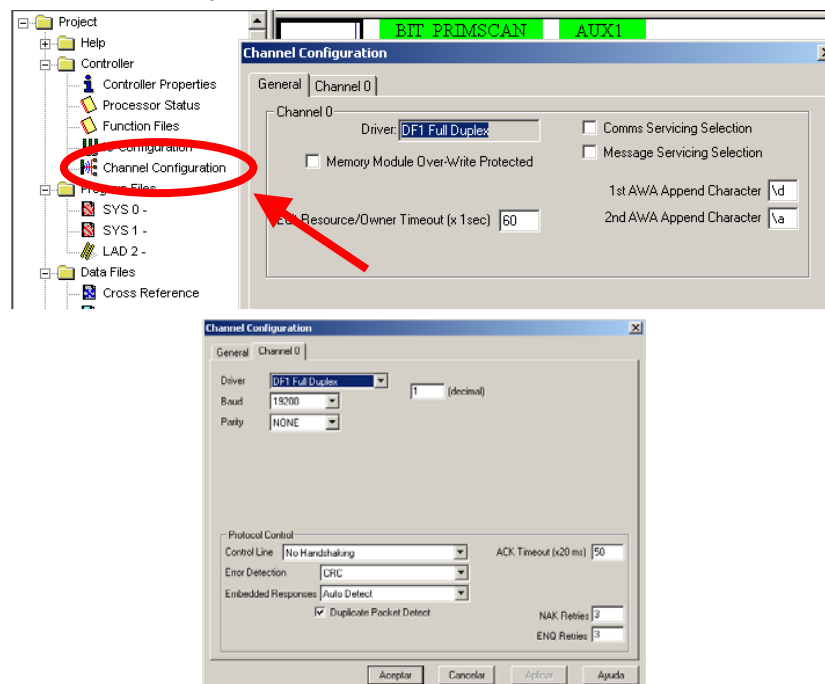 Project
Help
Controller
Controller Properties
Processor Status
Function Files
Configuration
Channel Configuration
Program Files
SYS 0 -
SYS 1 -
LAD 2 -
Data Files
Cross Reference
BIT PRIMSCAN AUX1
Channel Configuration
General Channel 0
Channel 0
Driver: DF1 Full Duplex
Comms Servicing Selection
Memory Module Over-Write Protected
Message Servicing Selection
1st AWA Append Character \d
Resource/Owner Timeout (x 1sec) 60
2nd AWA Append Character \a
Channel Configuration
General Channel 0
Driver DF1 Full Duplex
1 (decimal)
Baud 19200
Parity NONE
Protocol Control
Control Line No Handshaking
ACK Timeout (x20 ms) 50
Error Detection CRC
Embedded Responses Auto Detect
Duplicate Packet Detect
NAK Retries 3
ENQ Retries 3
Aceptar Cancelar Aplicar Ayuda